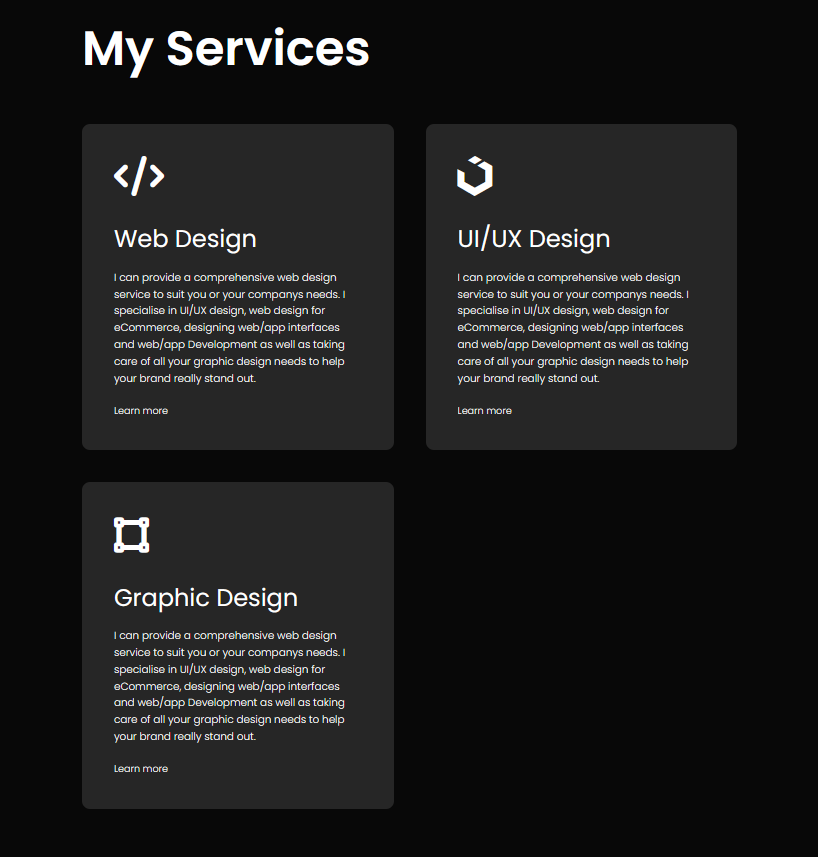 My Services
Web Design
I can provide a comprehensive web design
service to suit you or your companys needs. I
specialise in UI/UX design, web design for
eCommerce, designing web/app interfaces
and web/app Development as well as taking
care of all your graphic design needs to help
your brand really stand out.
Learn more
UI/UX Design
I can provide a comprehensive web design
service to suit you or your companys needs. I
specialise in UI/UX design, web design for
eCommerce, designing web/app interfaces
and web/app Development as well as taking
care of all your graphic design needs to help
your brand really stand out.
Learn more
Graphic Design
I can provide a comprehensive web design
service to suit you or your companys needs. I
specialise in UI/UX design, web design for
eCommerce, designing web/app interfaces
and web/app Development as well as taking
care of all your graphic design needs to help
your brand really stand out.
Learn more